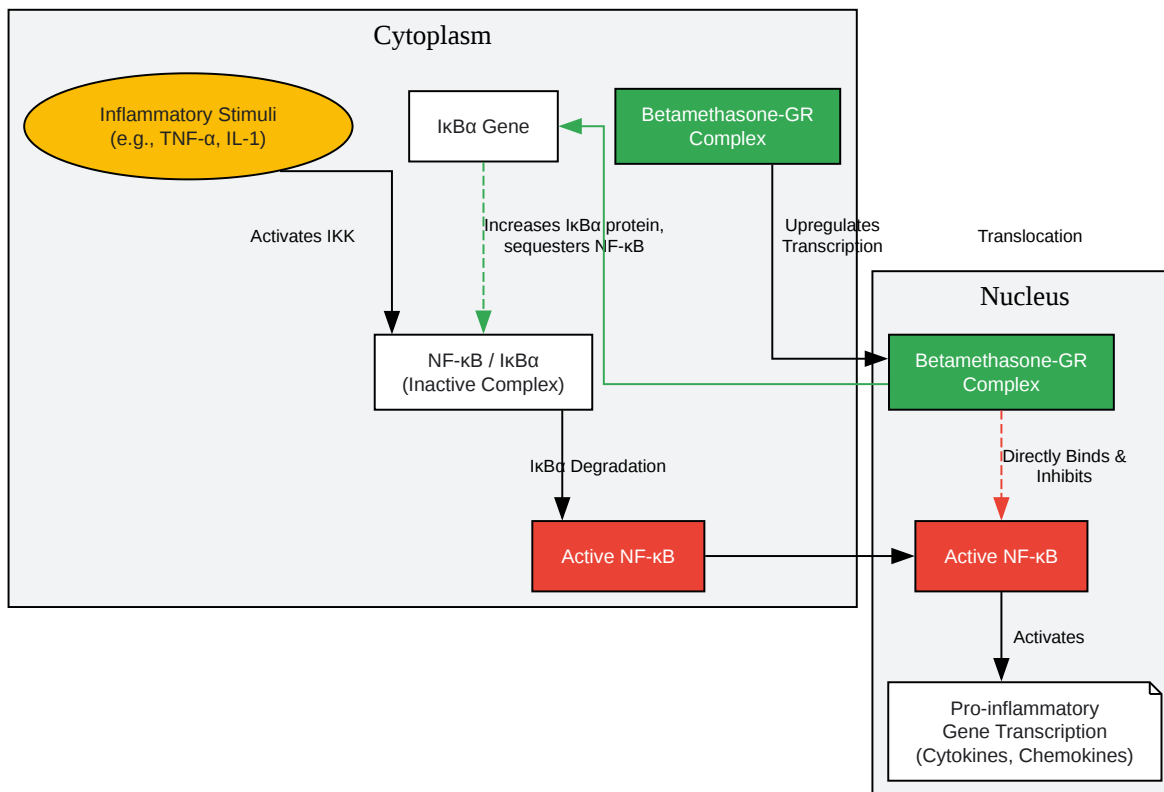 Cytoplasm
Inflammatory Stimuli
(e.g., TNF-α, IL-1)
IκBα Gene
Betamethasone-GR
Complex
Activates IKK
Increases IκBα protein,
sequesters NF-κB
Upregulates
Transcription
Translocation
Nucleus
NF-κB / IκBα
(Inactive Complex)
Betamethasone-GR
Complex
IκBα Degradation
Directly Binds &
Inhibits
Active NF-κB
Active NF-κB
Activates
Pro-inflammatory
Gene Transcription
(Cytokines, Chemokines)